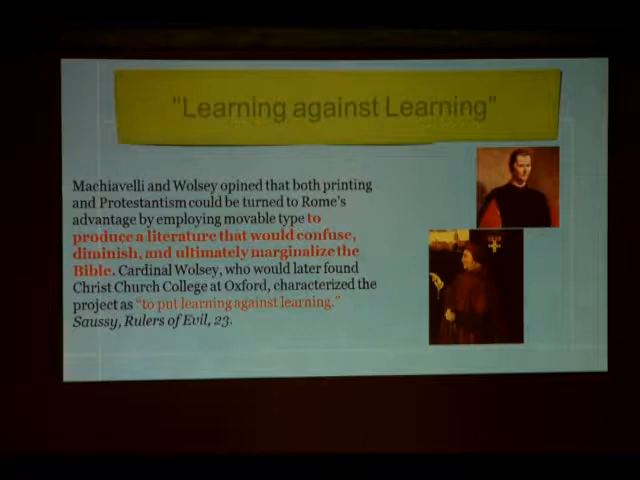 "Learning against Learning"
Machiavelli and Wolsey opined that both printing
and Protestantism could be turned to Rome's
advantage by employing movable type to
produce a literature that would confuse,
diminish, and ultimately marginalize the
Bible. Cardinal Wolsey, who would later found
Christ Church College at Oxford, characterized the
project as "to put learning against learning."
Saussy, Rulers of Evil, 23.